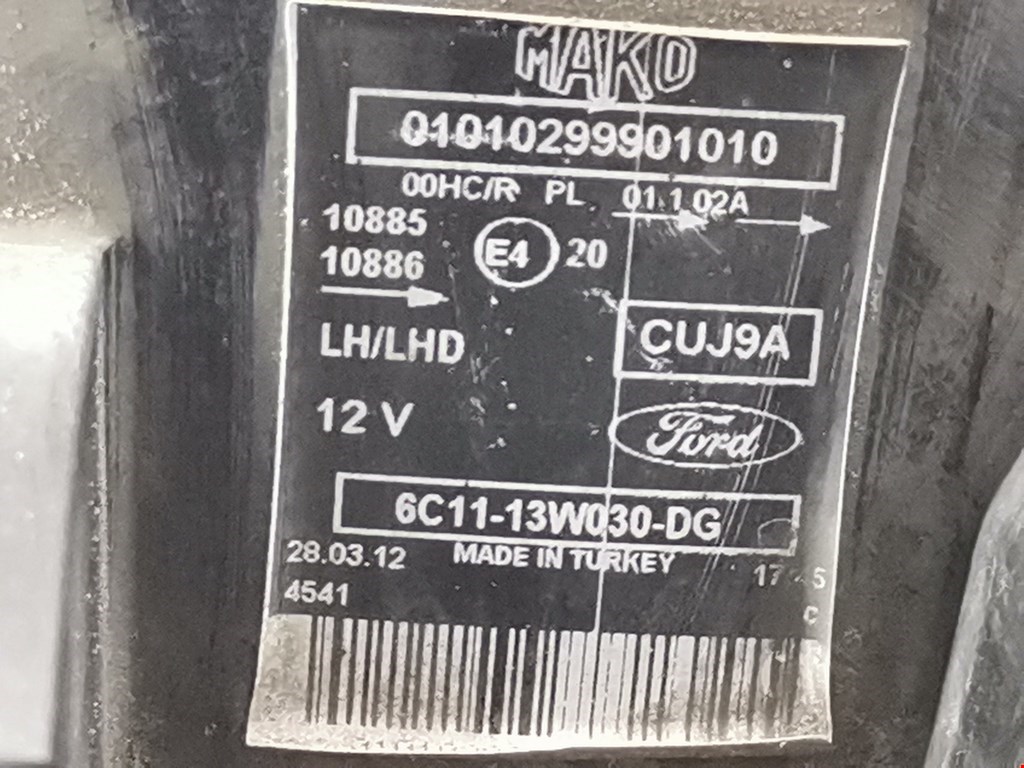 MAKO
01010299901010
00HC/R PL 01 1 02A
10885
10886
E4 20
LH/LHD
CUJ9A
12 V
Ford
6C11-13W030-DG
28.03.12 MADE IN TURKEY
4541
C